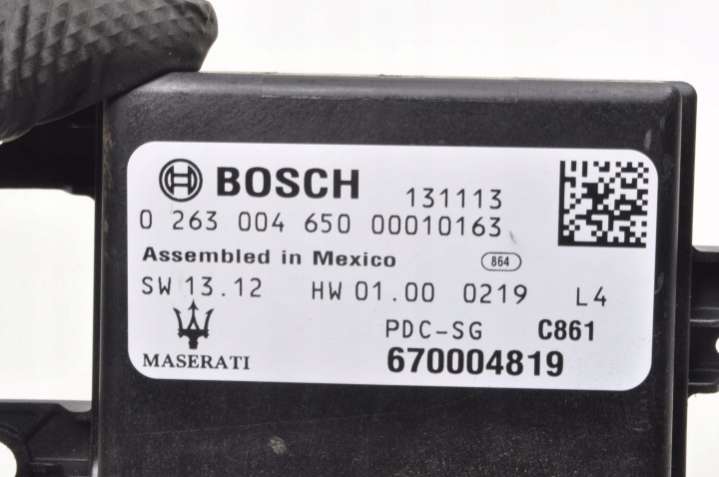 BOSCH 131113
0 263 004 650 00010163
Assembled in Mexico 864
SW 13.12 HW 01.00 0219 L4
PDC-SG C861
MASERATI 670004819